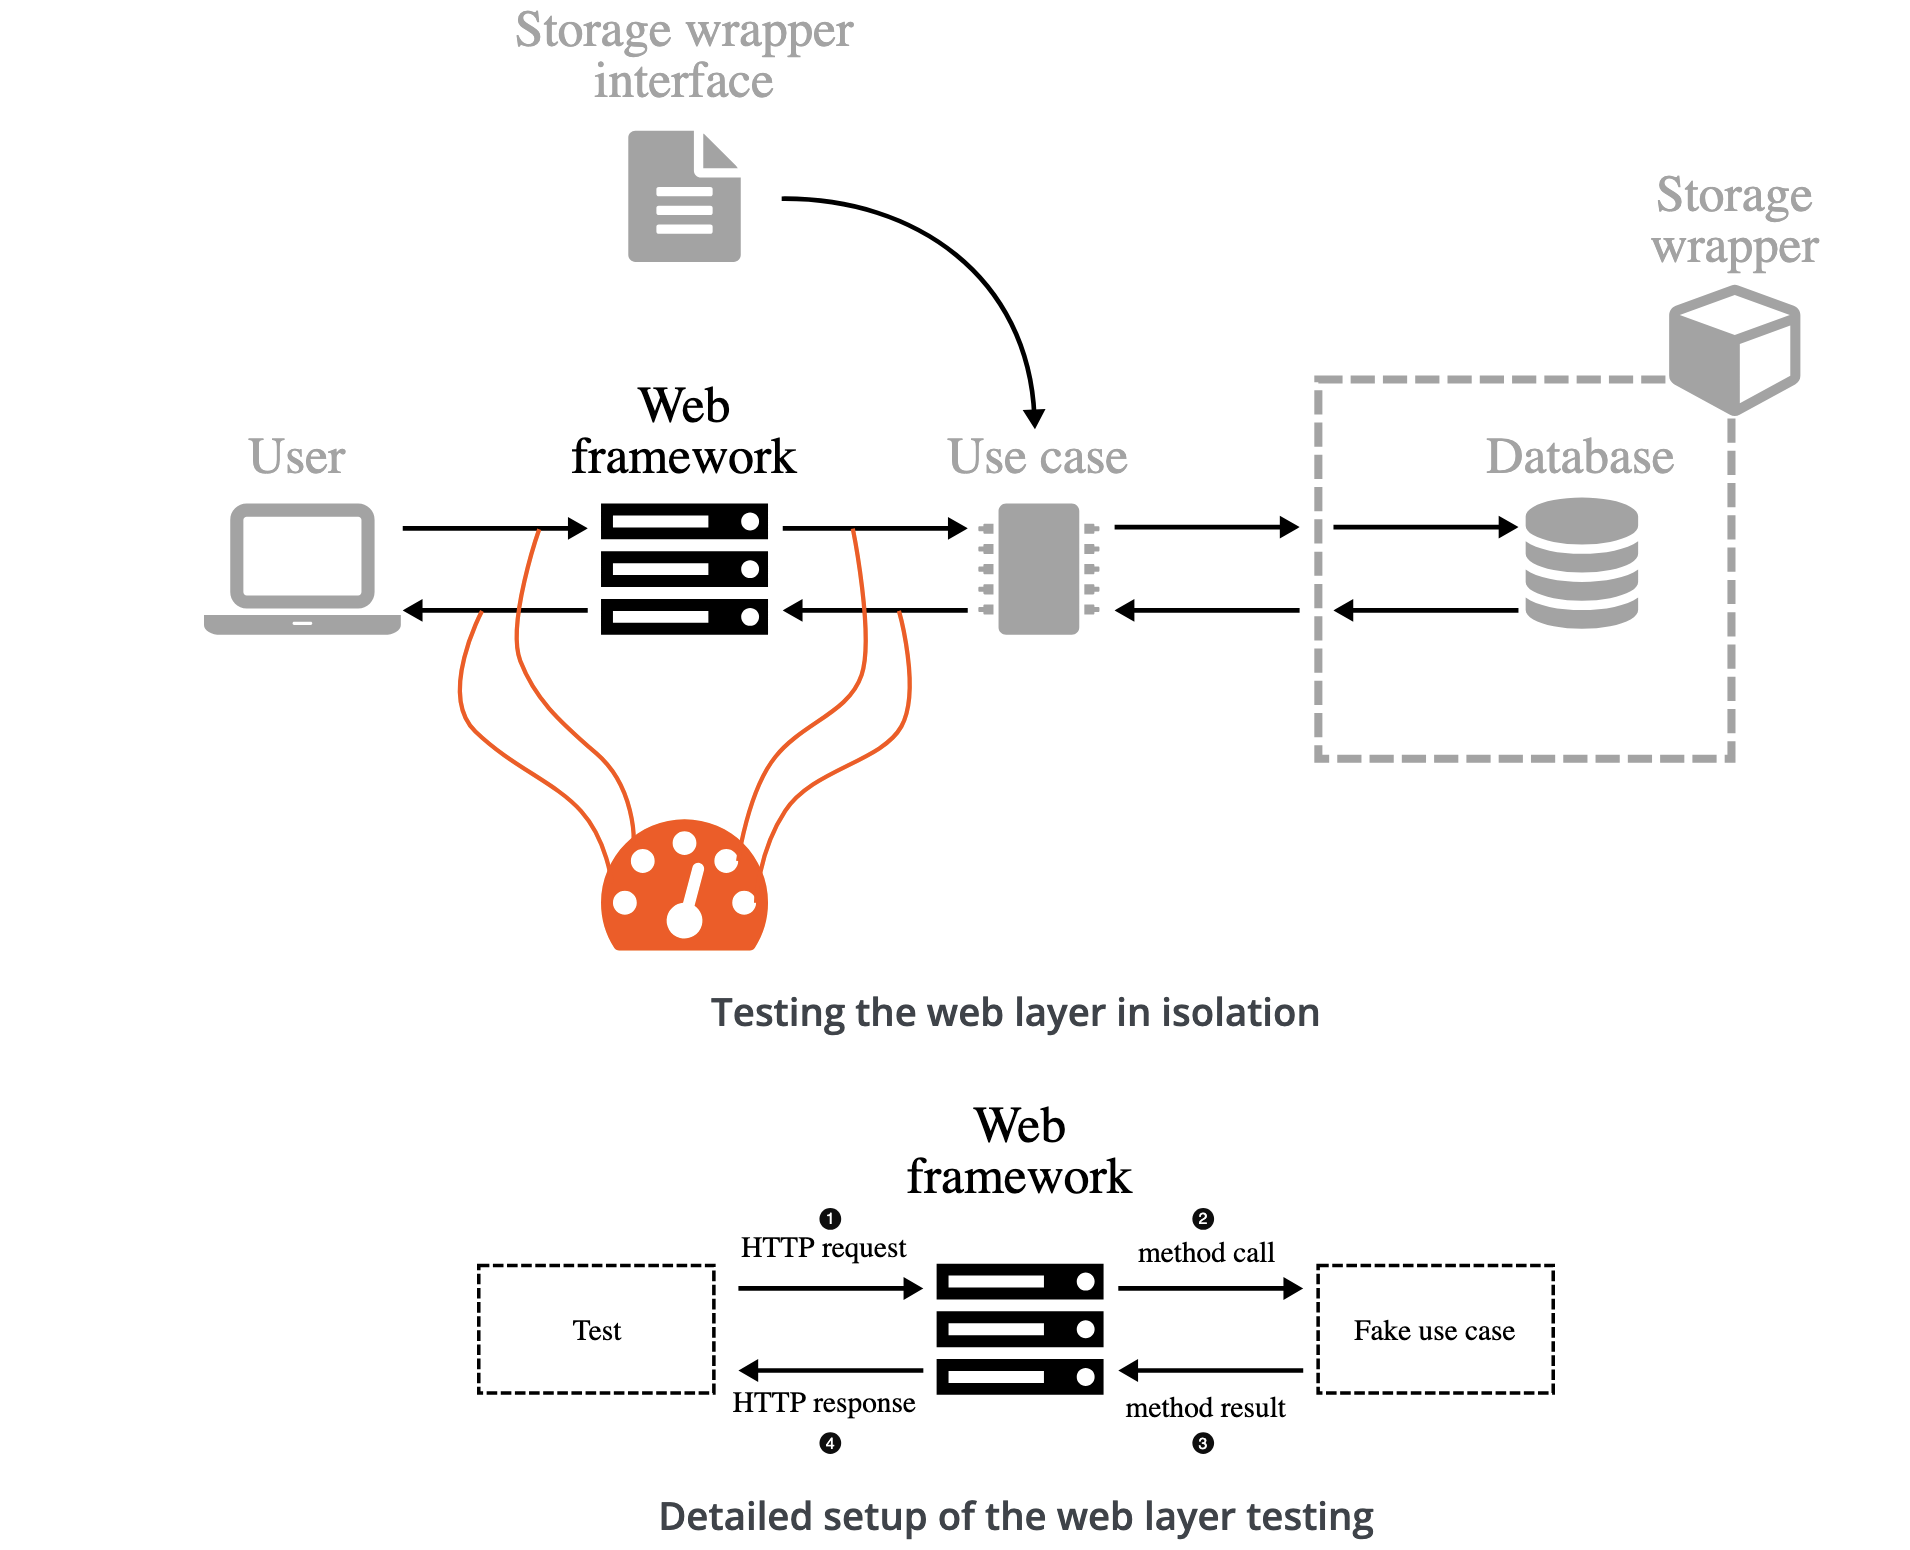 Storage wrapper
interface
Storage
wrapper
Web
framework
User
Use case
Database
Testing the web layer in isolation
Web
framework
1
2
HTTP request
method call
Test
Fake use case
HTTP response
method result
4
3
Detailed setup of the web layer testing